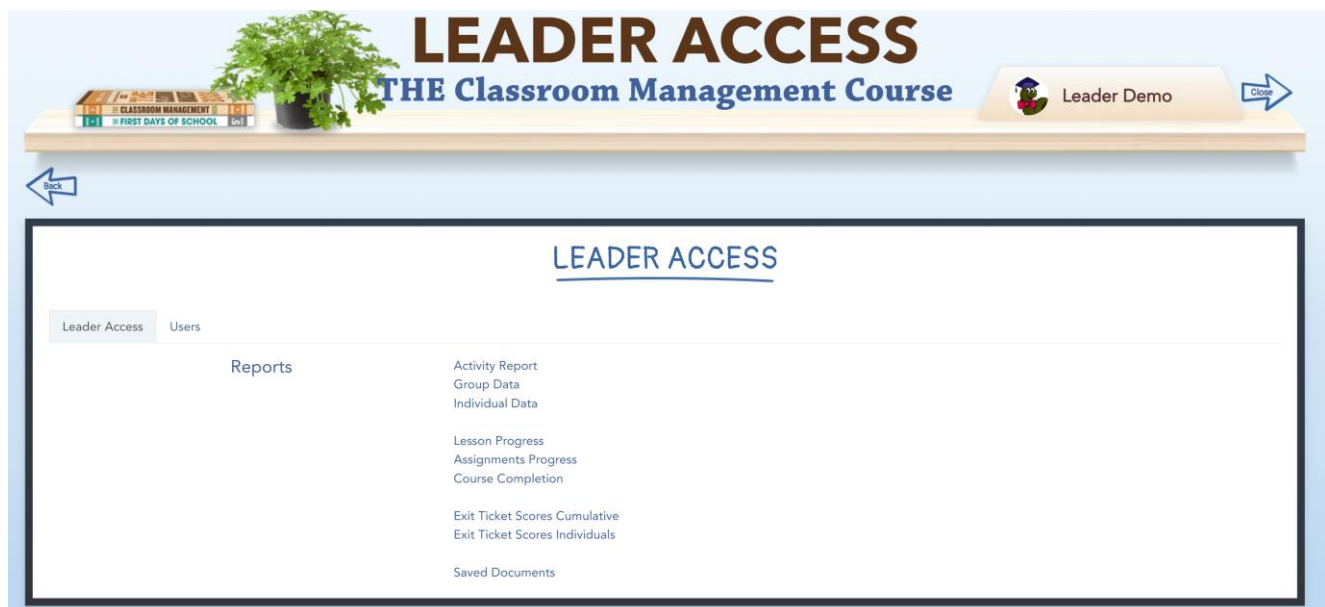 LEADER ACCESS
THE Classroom Management Course
CLASSROOM MANAGEMENT
FIRST DAYS OF SCHOOL
Leader Demo
Close
Back
LEADER ACCESS
Leader Access Users
Reports
Activity Report
Group Data
Individual Data
Lesson Progress
Assignments Progress
Course Completion
Exit Ticket Scores Cumulative
Exit Ticket Scores Individuals
Saved Documents